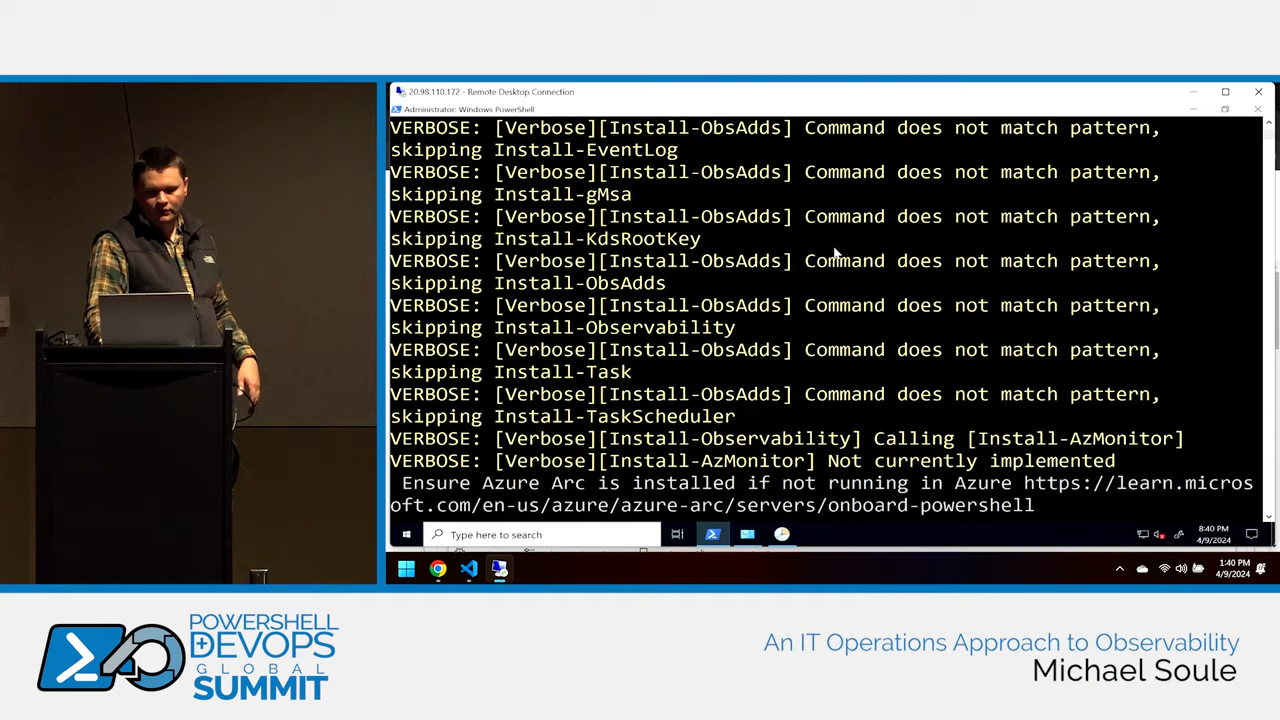 20.98.110.172 - Remote Desktop Connection
Administrator: Windows PowerShell
VERBOSE: [Verbose][Install-ObsAdds] Command does not match pattern,
skipping Install-EventLog
VERBOSE: [Verbose][Install-ObsAdds] Command does not match pattern,
skipping Install-gMsa
VERBOSE: [Verbose][Install-ObsAdds] Command does not match pattern,
skipping Install-KdsRootKey
VERBOSE: [Verbose][Install-ObsAdds] Command does not match pattern,
skipping Install-ObsAdds
VERBOSE: [Verbose][Install-ObsAdds] Command does not match pattern,
skipping Install-Observability
VERBOSE: [Verbose][Install-ObsAdds] Command does not match pattern,
skipping Install-Task
VERBOSE: [Verbose][Install-ObsAdds] Command does not match pattern,
skipping Install-TaskScheduler
VERBOSE: [Verbose][Install-Observability] Calling [Install-AzMonitor]
VERBOSE: [Verbose][Install-AzMonitor] Not currently implemented
Ensure Azure Arc is installed if not running in Azure https://learn.micros
oft.com/en-us/azure/azure-arc/servers/onboard-powershell
Type here to search
8:40 PM
4/9/2024
1:40 PM
4/9/2024
POWERSHELL
DEVOPS
GLOBAL
SUMMIT
An IT Operations Approach to Observability
Michael Soule